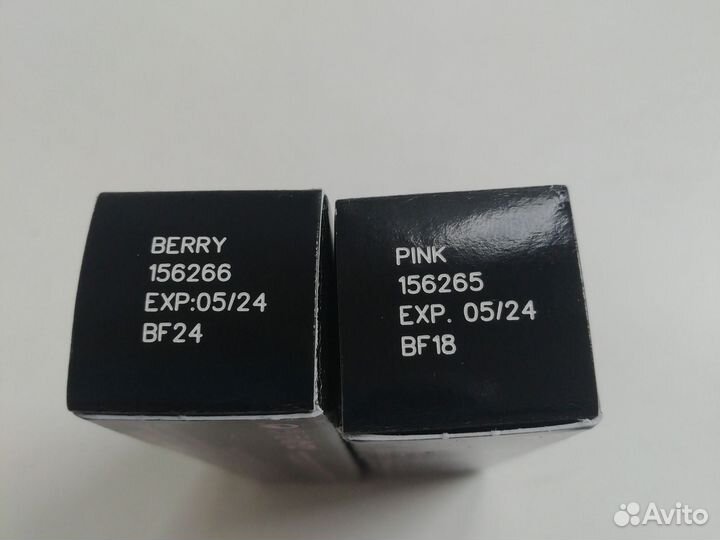 BERRY
156266
EXP:05/24
BF24
PINK
156265
EXP. 05/24
BF18
Avito